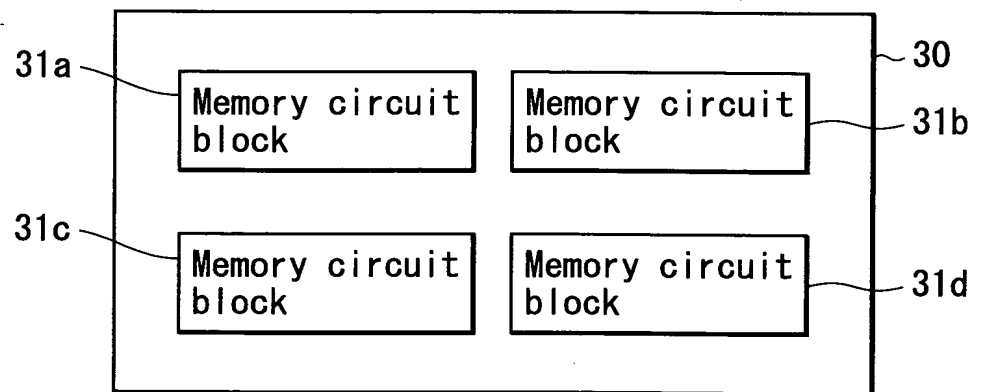 30
31a
Memory circuit
block
Memory circuit
block
31b
31c
Memory circuit
block
Memory circuit
block
31d